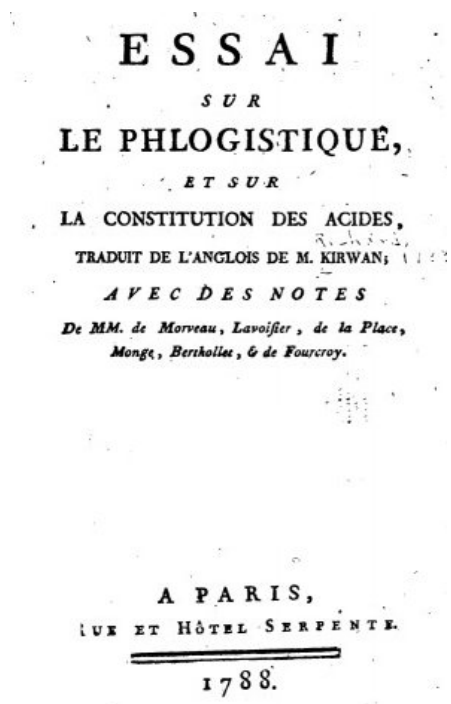 ESSAI
SUR
LE PHLOGISTIQUE,
ET SUR
LA CONSTITUTION DES ACIDES,
TRADUIT DE L'ANGLOIS DE M. KIRWAN;
AVEC DES NOTES
De MM. de Morveau, Lavoiſier, de la Place,
Monge, Berthollet, & de Fourcroy.
A PARIS,
RUE ET HÔTEL SERPENTE.
1788.